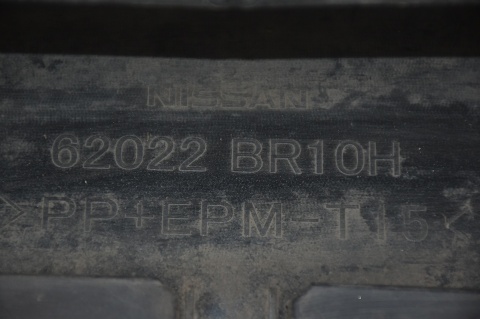 NISSAN
62022 BR10H
>PP+EPM-T15<